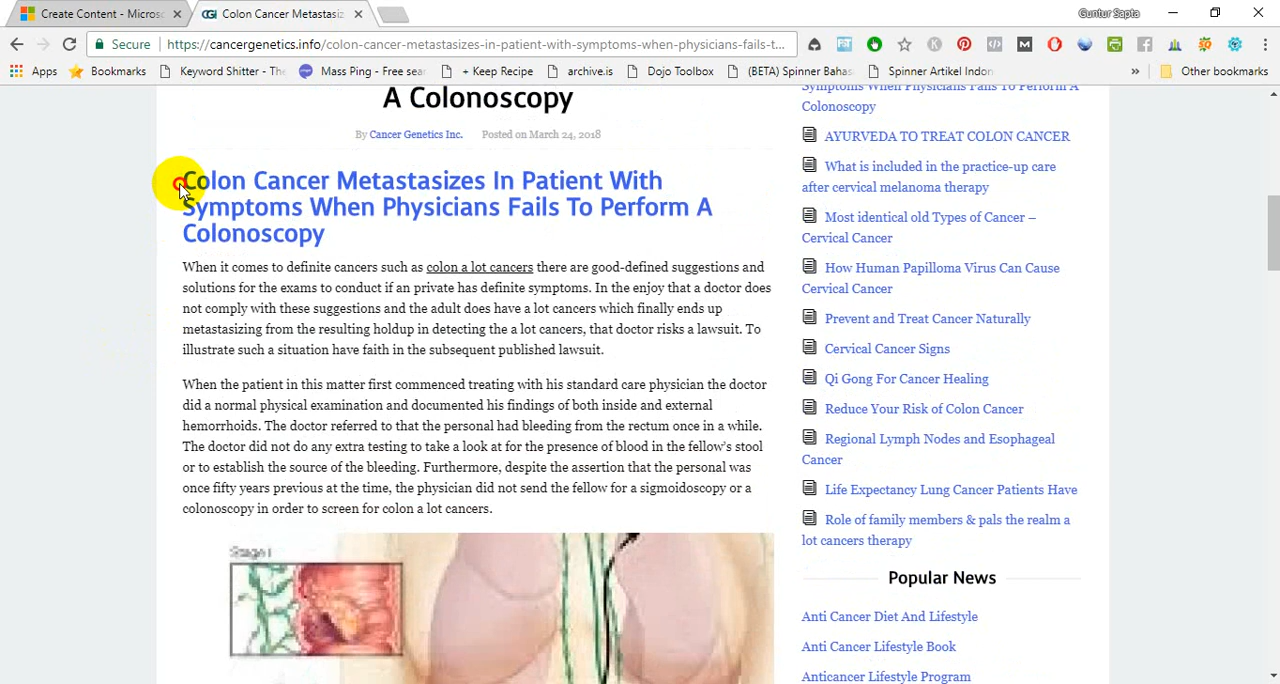 Create Content - Microso
Colon Cancer Metastasiz
Guntur Sapta
Secure
https://cancergenetics.info/colon-cancer-metastasizes-in-patient-with-symptoms-when-physicians-fails-t...
Apps
Bookmarks
Keyword Shitter - The
Mass Ping - Free sear
+ Keep Recipe
archive.is
Dojo Toolbox
(BETA) Spinner Bahas
Spinner Artikel Indon
»
Other bookmarks
A Colonoscopy
By Cancer Genetics Inc. Posted on March 24, 2018
Colon Cancer Metastasizes In Patient With
Symptoms When Physicians Fails To Perform A
Colonoscopy
When it comes to definite cancers such as colon a lot cancers there are good-defined suggestions and
solutions for the exams to conduct if an private has definite symptoms. In the enjoy that a doctor does
not comply with these suggestions and the adult does have a lot cancers which finally ends up
metastasizing from the resulting holdup in detecting the a lot cancers, that doctor risks a lawsuit. To
illustrate such a situation have faith in the subsequent published lawsuit.
When the patient in this matter first commenced treating with his standard care physician the doctor
did a normal physical examination and documented his findings of both inside and external
hemorrhoids. The doctor referred to that the personal had bleeding from the rectum once in a while.
The doctor did not do any extra testing to take a look at for the presence of blood in the fellow's stool
or to establish the source of the bleeding. Furthermore, despite the assertion that the personal was
once fifty years previous at the time, the physician did not send the fellow for a sigmoidoscopy or a
colonoscopy in order to screen for colon a lot cancers.
Stage I
Symptoms When Physicians Fails To Perform A
Colonoscopy
AYURVEDA TO TREAT COLON CANCER
What is included in the practice-up care
after cervical melanoma therapy
Most identical old Types of Cancer –
Cervical Cancer
How Human Papilloma Virus Can Cause
Cervical Cancer
Prevent and Treat Cancer Naturally
Cervical Cancer Signs
Qi Gong For Cancer Healing
Reduce Your Risk of Colon Cancer
Regional Lymph Nodes and Esophageal
Cancer
Life Expectancy Lung Cancer Patients Have
Role of family members & pals the realm a
lot cancers therapy
Popular News
Anti Cancer Diet And Lifestyle
Anti Cancer Lifestyle Book
Anticancer Lifestyle Program